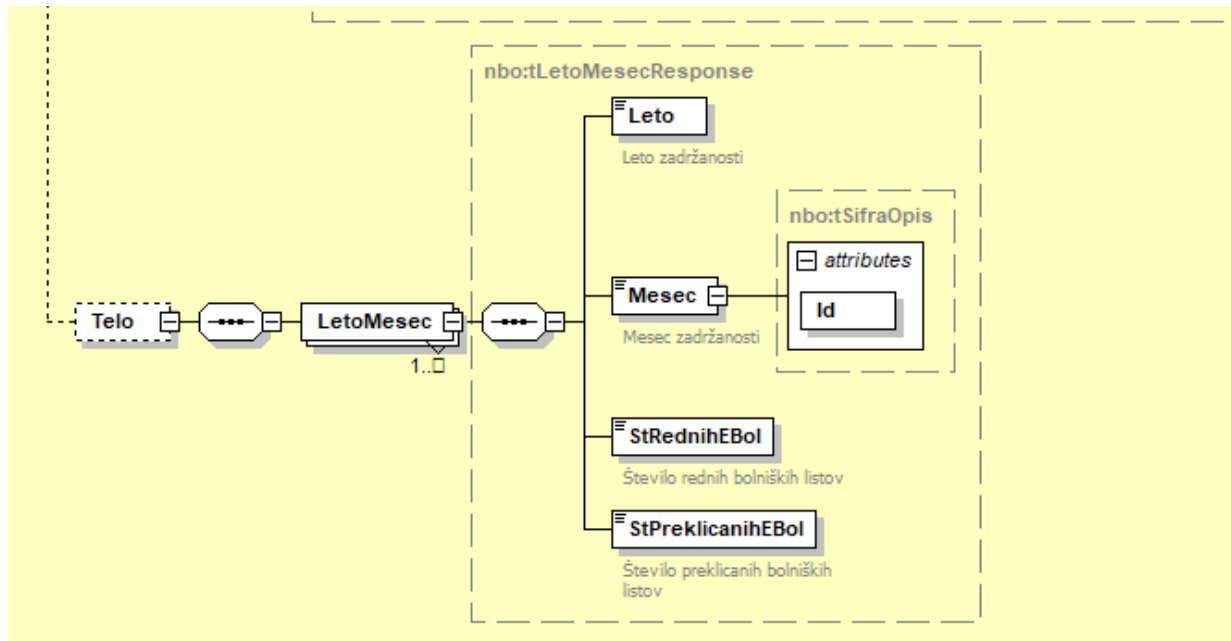 nbo:tLetoMesecResponse
Leto
Leto zadržanosti
nbo:tSifraOpis
attributes
Id
Telo
LetoMesec
1..□
Mesec
Mesec zadržanosti
StRednihEBol
Število rednih bolniških listov
StPreklicanihEBol
Število preklicanih bolniških
listov